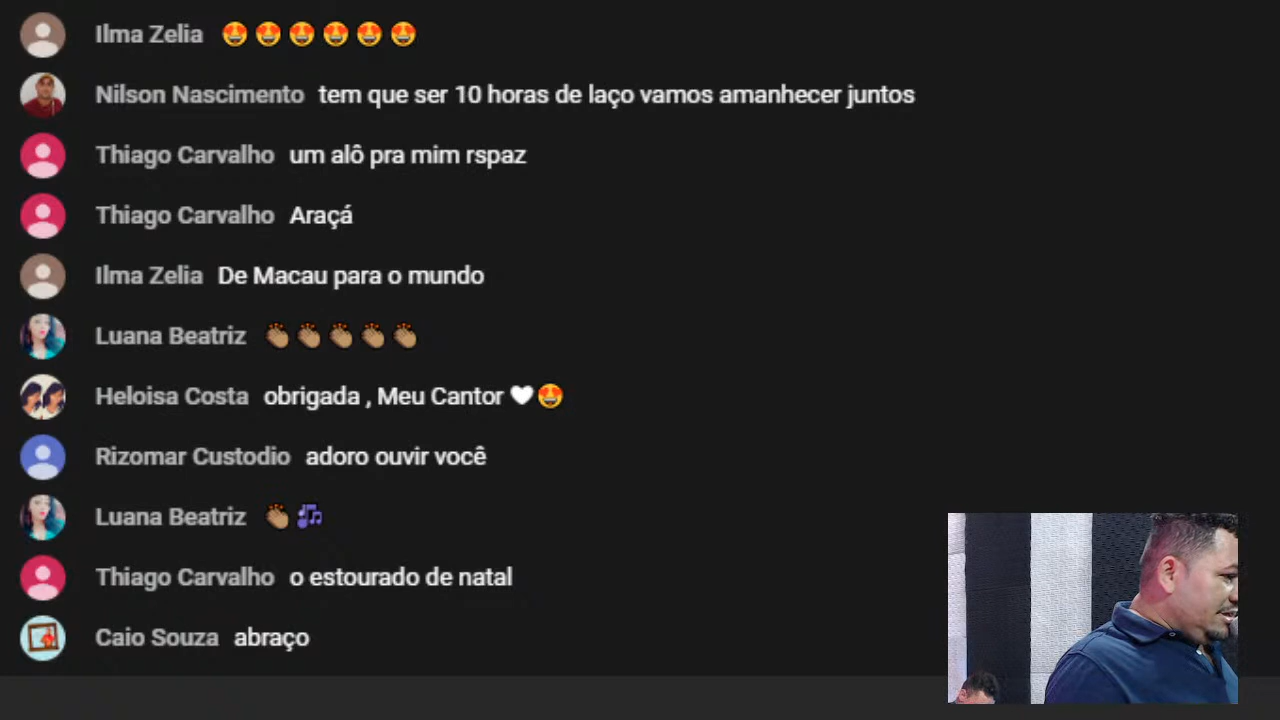 Ilma Zelia 😍😍😍😍😍😍
Nilson Nascimento tem que ser 10 horas de laço vamos amanhecer juntos
Thiago Carvalho um alô pra mim rspaz
Thiago Carvalho Araçá
Ilma Zelia De Macau para o mundo
Luana Beatriz 👏🏽👏🏽👏🏽👏🏽👏🏽
Heloisa Costa obrigada , Meu Cantor 🤍😍
Rizomar Custodio adoro ouvir você
Luana Beatriz 👏🏽🎶
Thiago Carvalho o estourado de natal
Caio Souza abraço